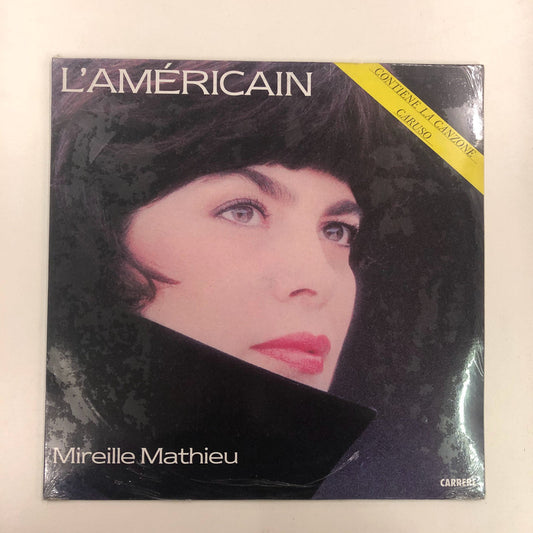 L'AMÉRICAIN
CONTIENE LA CANZONE
CARUSO
Mireille Mathieu
CARRERE